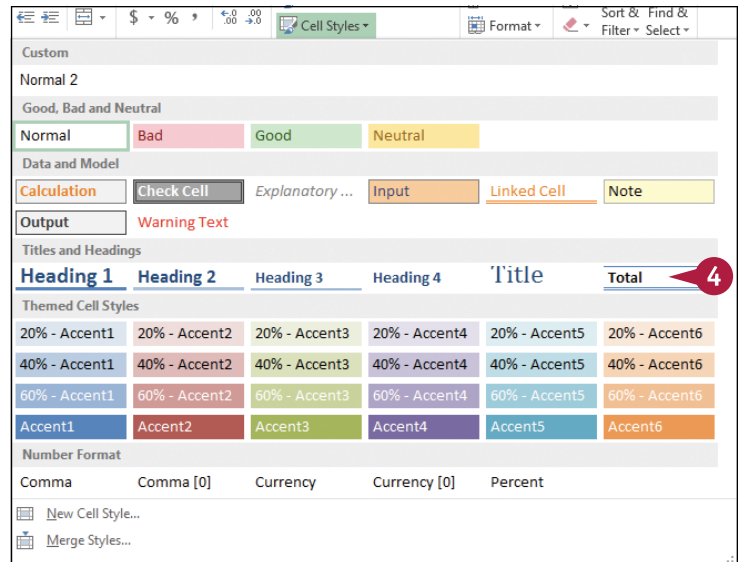 $ % , .0 .00 .00 .0
Cell Styles
Format
Sort & Find &
Filter Select
Custom
Normal 2
Good, Bad and Neutral
Normal Bad Good Neutral
Data and Model
Calculation Check Cell Explanatory ... Input Linked Cell Note
Output Warning Text
Titles and Headings
Heading 1 Heading 2 Heading 3 Heading 4 Title Total 4
Themed Cell Styles
20% - Accent1 20% - Accent2 20% - Accent3 20% - Accent4 20% - Accent5 20% - Accent6
40% - Accent1 40% - Accent2 40% - Accent3 40% - Accent4 40% - Accent5 40% - Accent6
60% - Accent1 60% - Accent2 60% - Accent3 60% - Accent4 60% - Accent5 60% - Accent6
Accent1 Accent2 Accent3 Accent4 Accent5 Accent6
Number Format
Comma Comma [0] Currency Currency [0] Percent
New Cell Style...
Merge Styles...